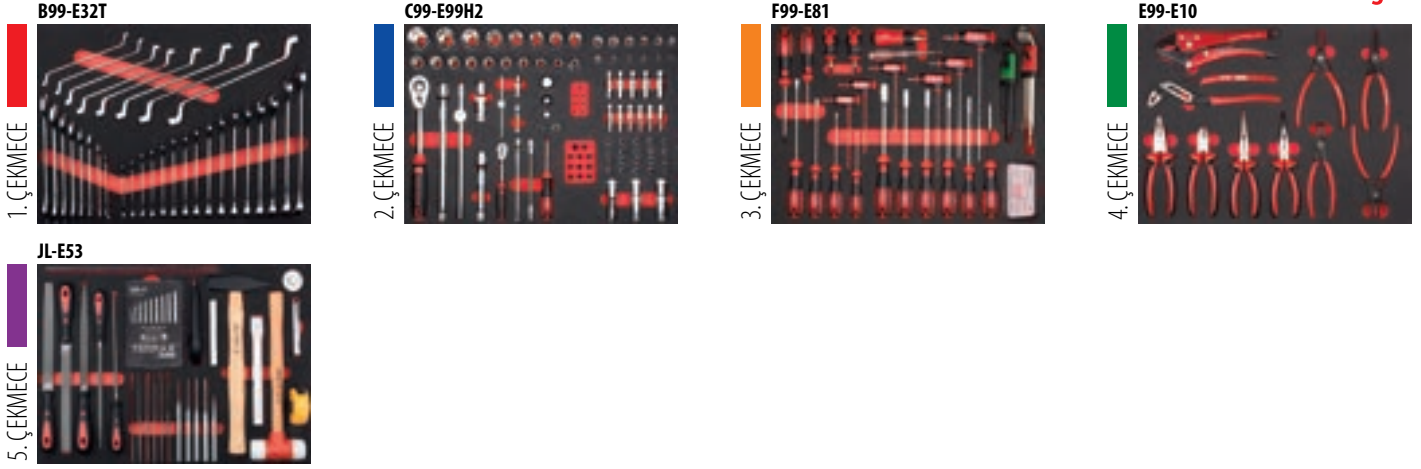 B99-E32T
1. ÇEKMECE
C99-E99H2
2. ÇEKMECE
F99-E81
3. ÇEKMECE
E99-E10
4. ÇEKMECE
JL-E53
5. ÇEKMECE